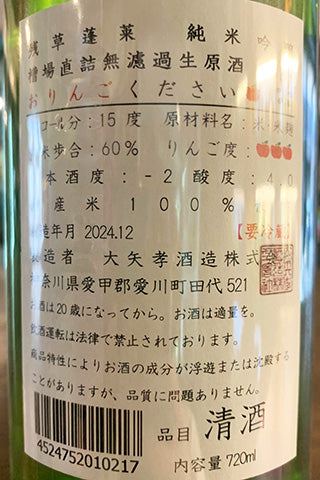 残草蓬莱 純米吟
槽場直詰無濾過生原酒
おりんごください
コール分：15度 原材料名：米・米麹
米歩合：60% りんご度：
本酒度：-2 酸度：4.0
産米100%
造年月 2024.12 【要冷蔵】
造者 大矢孝酒造株式会
奈川県愛甲郡愛川町田代521
お酒は20歳になってから。お酒は適量を。
飲酒運転は法律で禁止されております。
商品特性によりお酒の成分が浮遊または沈殿する
ことがありますが、品質に問題ありません。
4524752010217
品目 清酒
内容量 720ml